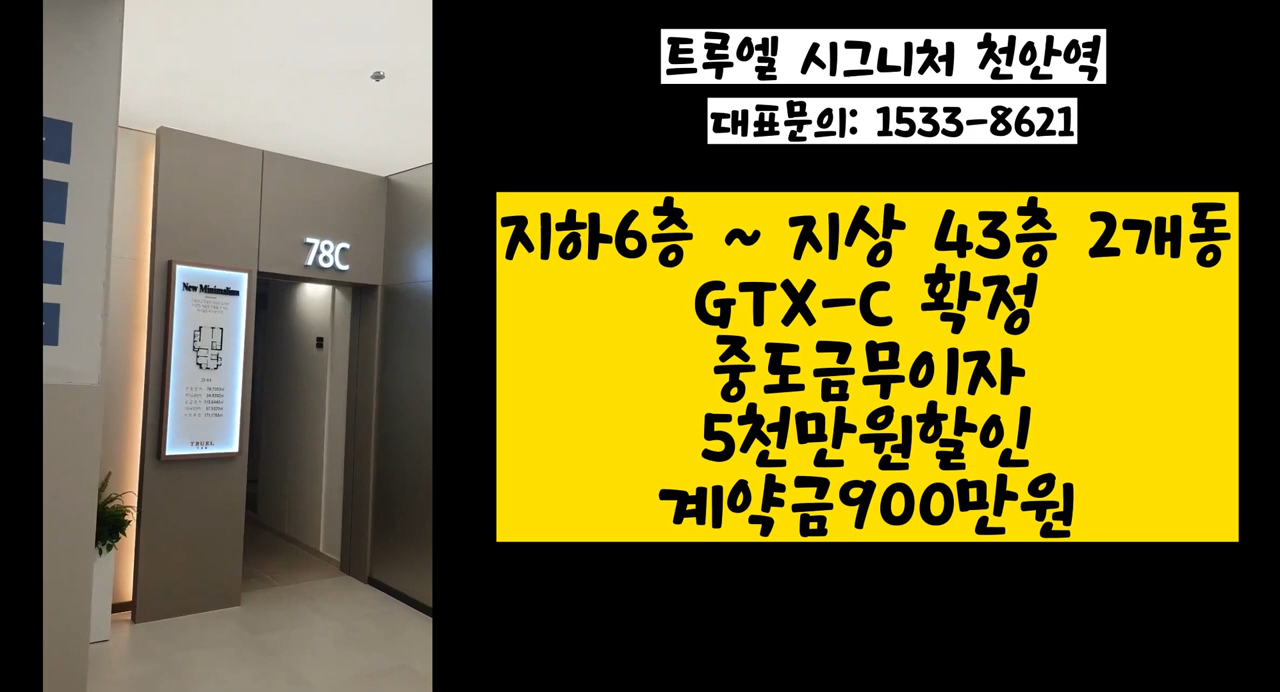 트루엘 시그니처 천안역
대표문의: 1533-8621
지하6층 ~ 지상 43층 2개동
GTX-C 확정
중도금무이자
5천만원할인
계약금900만원
78C
New Minimalism
TRUEL